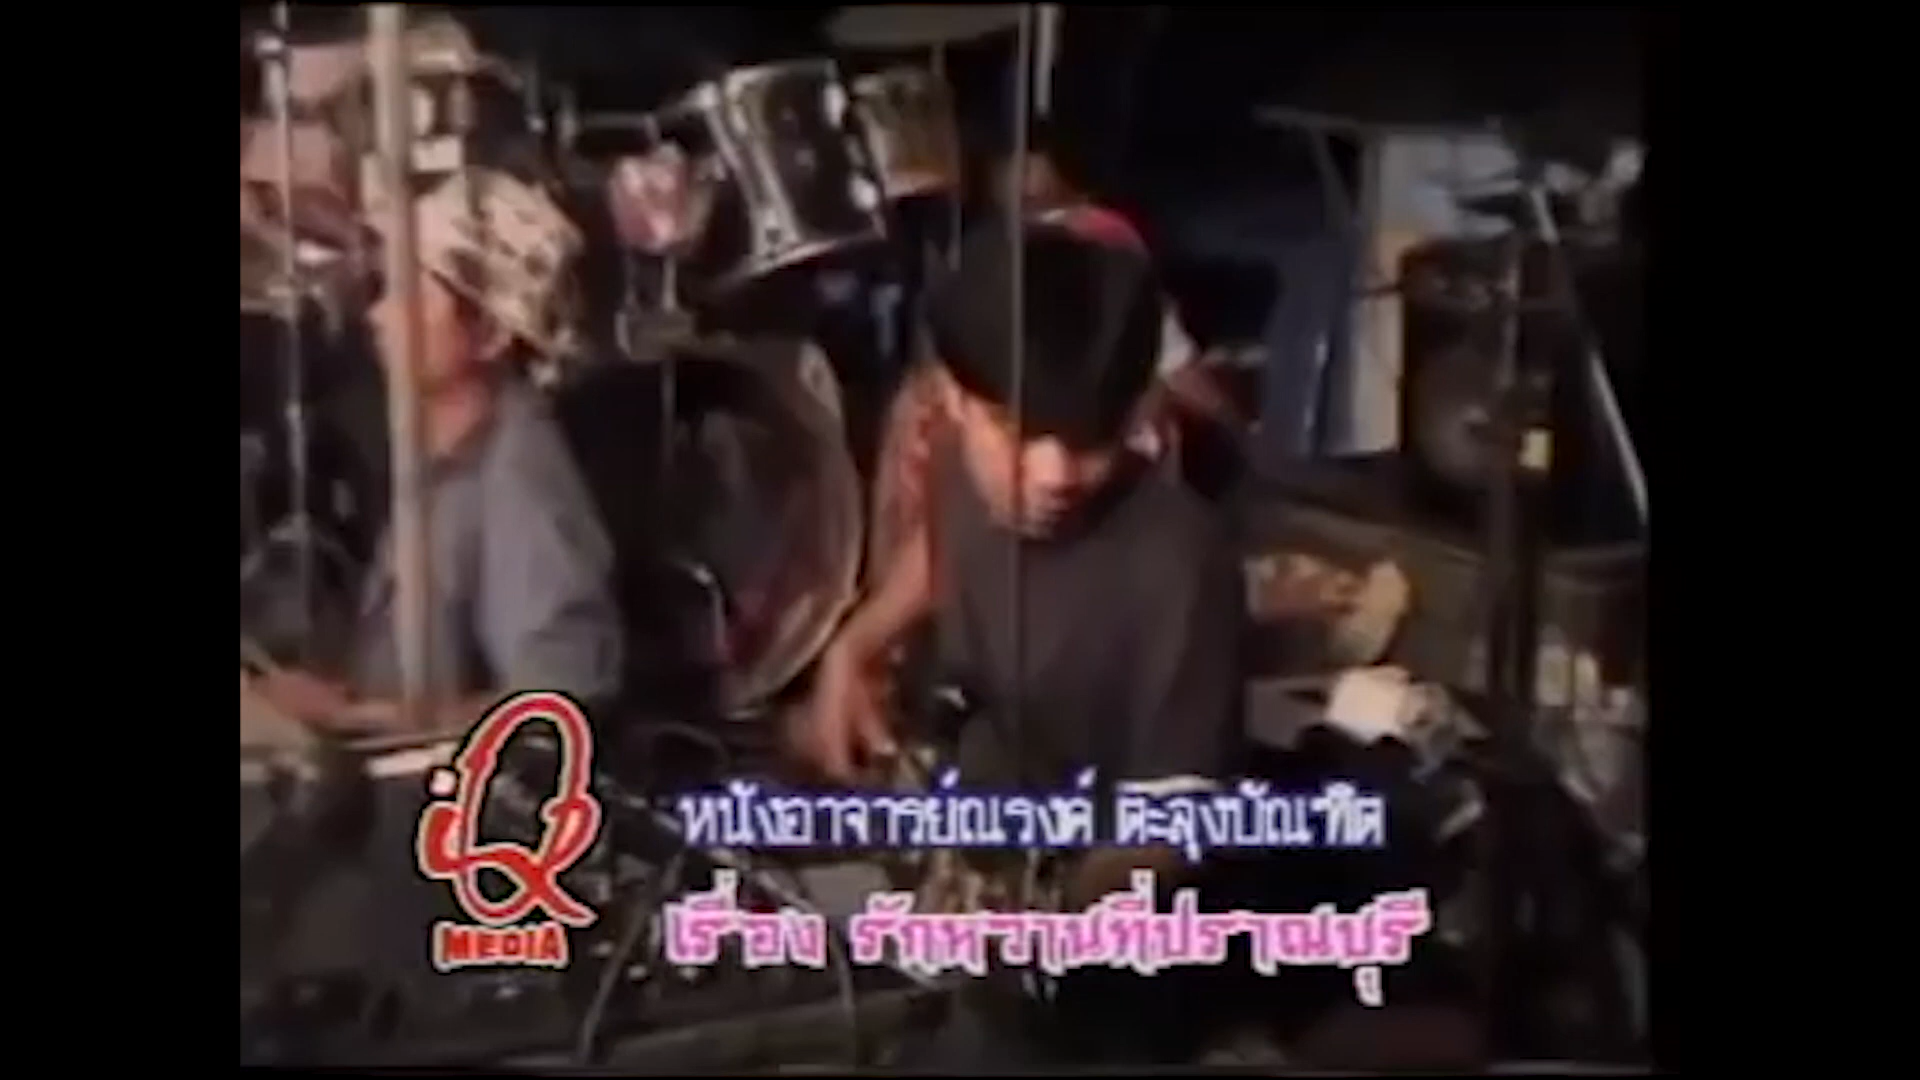 หนังอาจารย์ณรงค์ ตะลุงบัณฑิต
เรื่อง รักหวานที่ปราณบุรี
Q
MEDIA